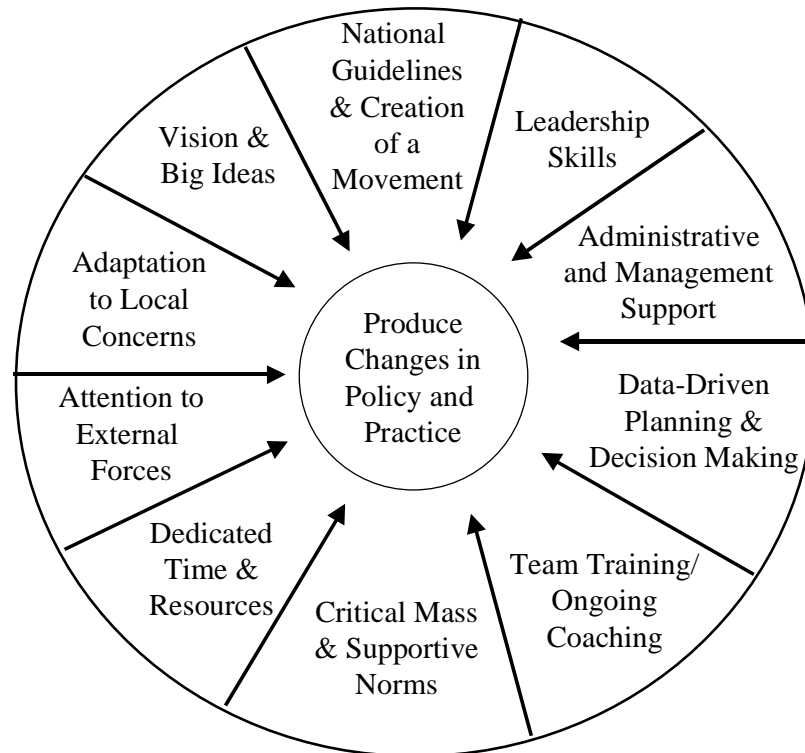 National
Guidelines
& Creation
of a
Movement
Leadership
Skills
Administrative
and Management
Support
Data-Driven
Planning &
Decision Making
Team Training/
Ongoing
Coaching
Critical Mass
& Supportive
Norms
Dedicated
Time &
Resources
Attention to
External
Forces
Adaptation
to Local
Concerns
Vision &
Big Ideas
Produce
Changes in
Policy and
Practice